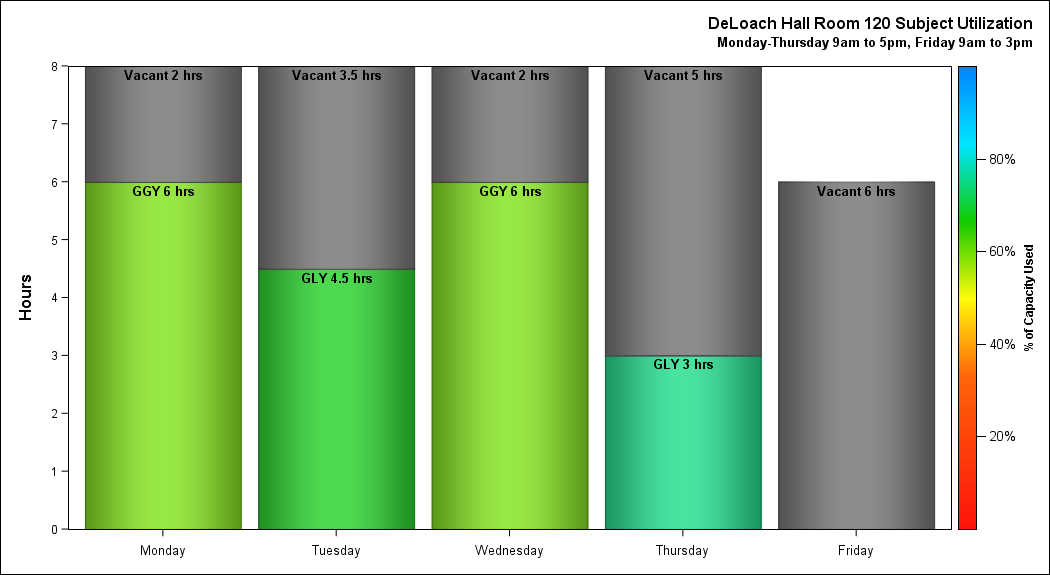 DeLoach Hall Room 120 Subject Utilization
Monday-Thursday 9am to 5pm, Friday 9am to 3pm
Hours
8
7
6
5
4
3
2
1
0
Vacant 2 hrs
GGY 6 hrs
Vacant 3.5 hrs
GLY 4.5 hrs
Vacant 2 hrs
GGY 6 hrs
Vacant 5 hrs
GLY 3 hrs
Vacant 6 hrs
Monday
Tuesday
Wednesday
Thursday
Friday
80%
60%
40%
20%
% of Capacity Used